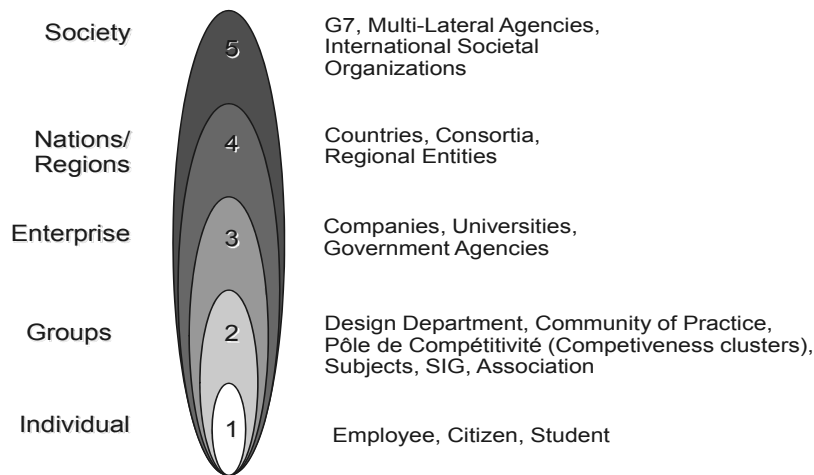 Society
5
G7, Multi-Lateral Agencies,
International Societal
Organizations
Nations/
Regions
4
Countries, Consortia,
Regional Entities
Enterprise
3
Companies, Universities,
Government Agencies
Groups
2
Design Department, Community of Practice,
Pôle de Compétitivité (Competiveness clusters),
Subjects, SIG, Association
Individual
1
Employee, Citizen, Student